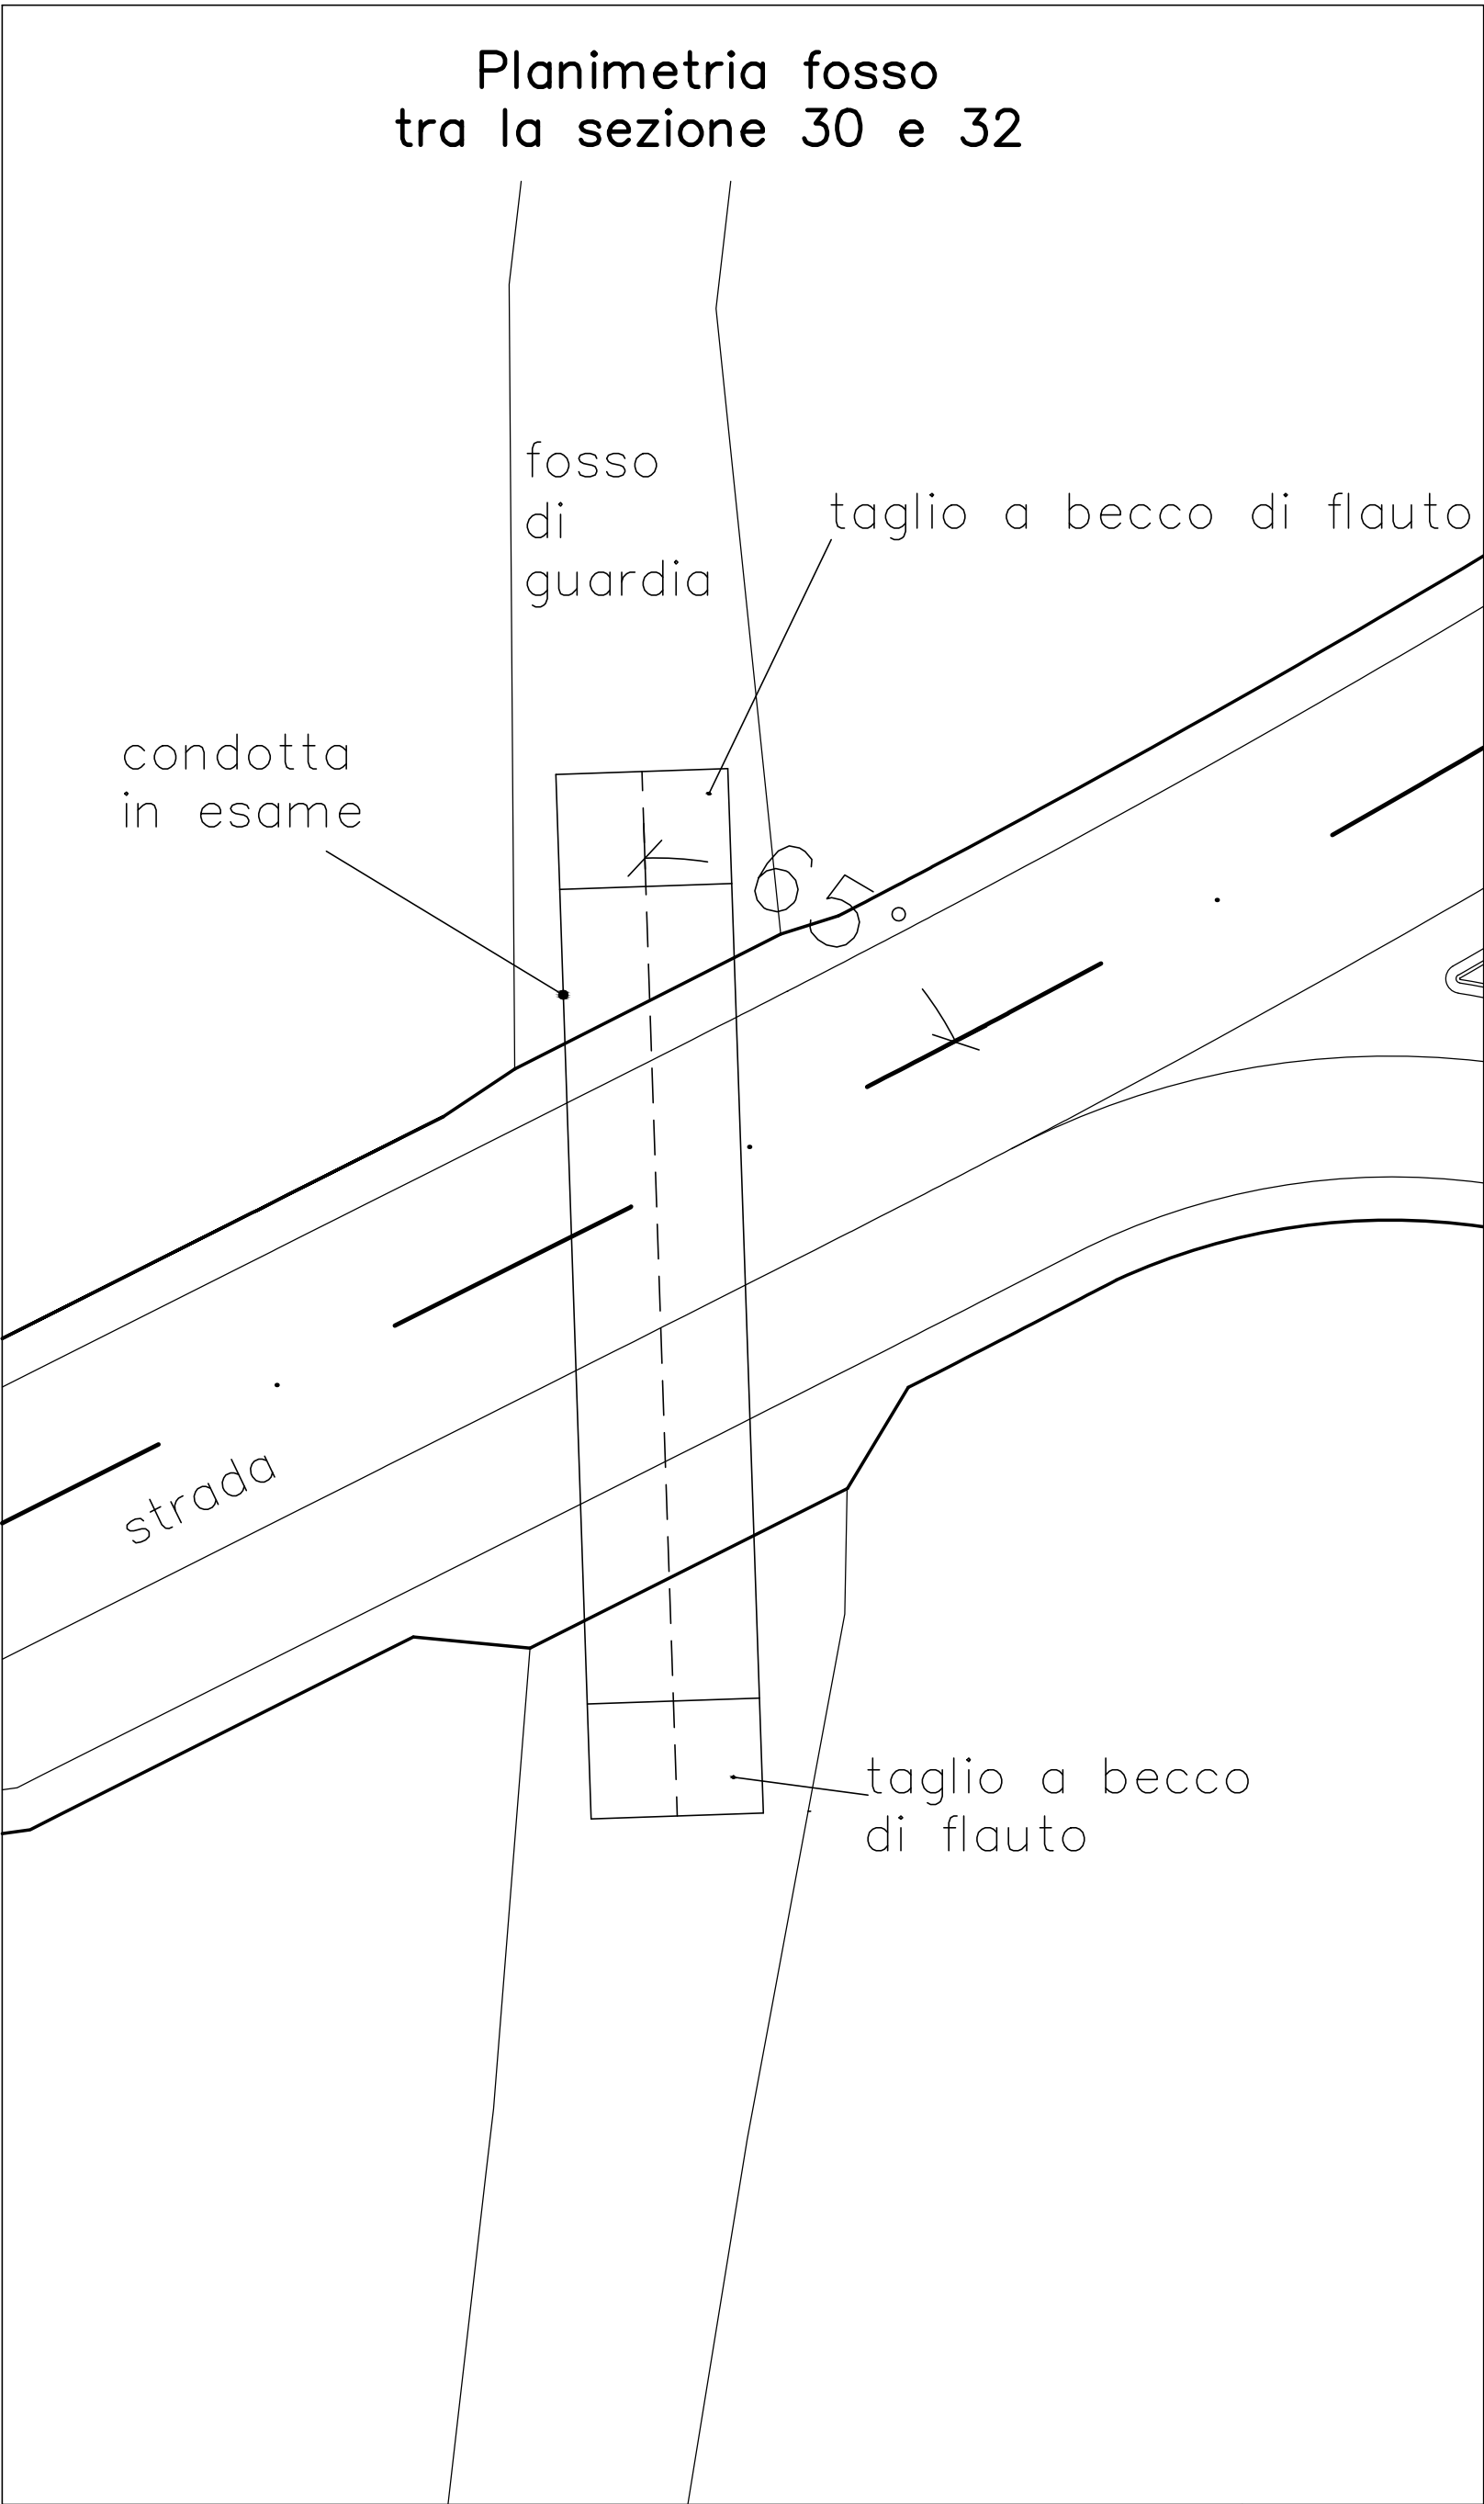 Planimetria fosso
tra la sezione 30 e 32
fosso
di
guardia
taglio a becco di flauto
condotta
in esame
63°
strada
taglio a becco
di flauto